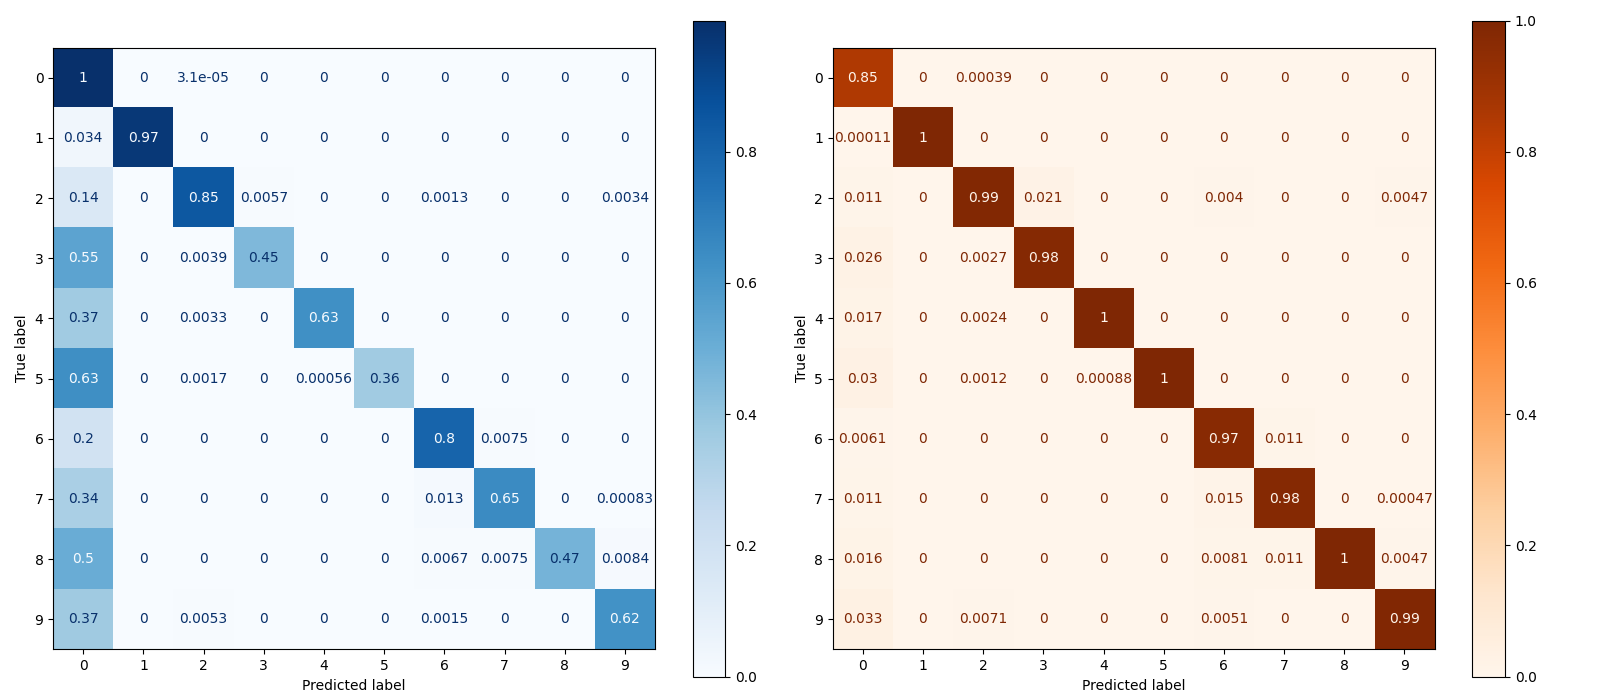 0 1 0 3.1e-05 0 0 0 0 0 0 0
1 0.034 0.97 0 0 0 0 0 0 0 0
2 0.14 0 0.85 0.0057 0 0 0.0013 0 0 0.0034
3 0.55 0 0.0039 0.45 0 0 0 0 0 0
4 0.37 0 0.0033 0 0.63 0 0 0 0 0
5 0.63 0 0.0017 0 0.00056 0.36 0 0 0 0
6 0.2 0 0 0 0 0 0.8 0.0075 0 0
7 0.34 0 0 0 0 0 0.013 0.65 0 0.00083
8 0.5 0 0 0 0 0 0.0067 0.0075 0.47 0.0084
9 0.37 0 0.0053 0 0 0 0.0015 0 0 0.62
0 1 2 3 4 5 6 7 8 9
Predicted label
True label
0.8
0.6
0.4
0.2
0.0
0 0.85 0 0.00039 0 0 0 0 0 0 0
1 0.00011 1 0 0 0 0 0 0 0 0
2 0.011 0 0.99 0.021 0 0 0.004 0 0 0.0047
3 0.026 0 0.0027 0.98 0 0 0 0 0 0
4 0.017 0 0.0024 0 1 0 0 0 0 0
5 0.03 0 0.0012 0 0.00088 1 0 0 0 0
6 0.0061 0 0 0 0 0 0.97 0.011 0 0
7 0.011 0 0 0 0 0 0.015 0.98 0 0.00047
8 0.016 0 0 0 0 0 0.0081 0.011 1 0.0047
9 0.033 0 0.0071 0 0 0 0.0051 0 0 0.99
0 1 2 3 4 5 6 7 8 9
Predicted label
True label
1.0
0.8
0.6
0.4
0.2
0.0